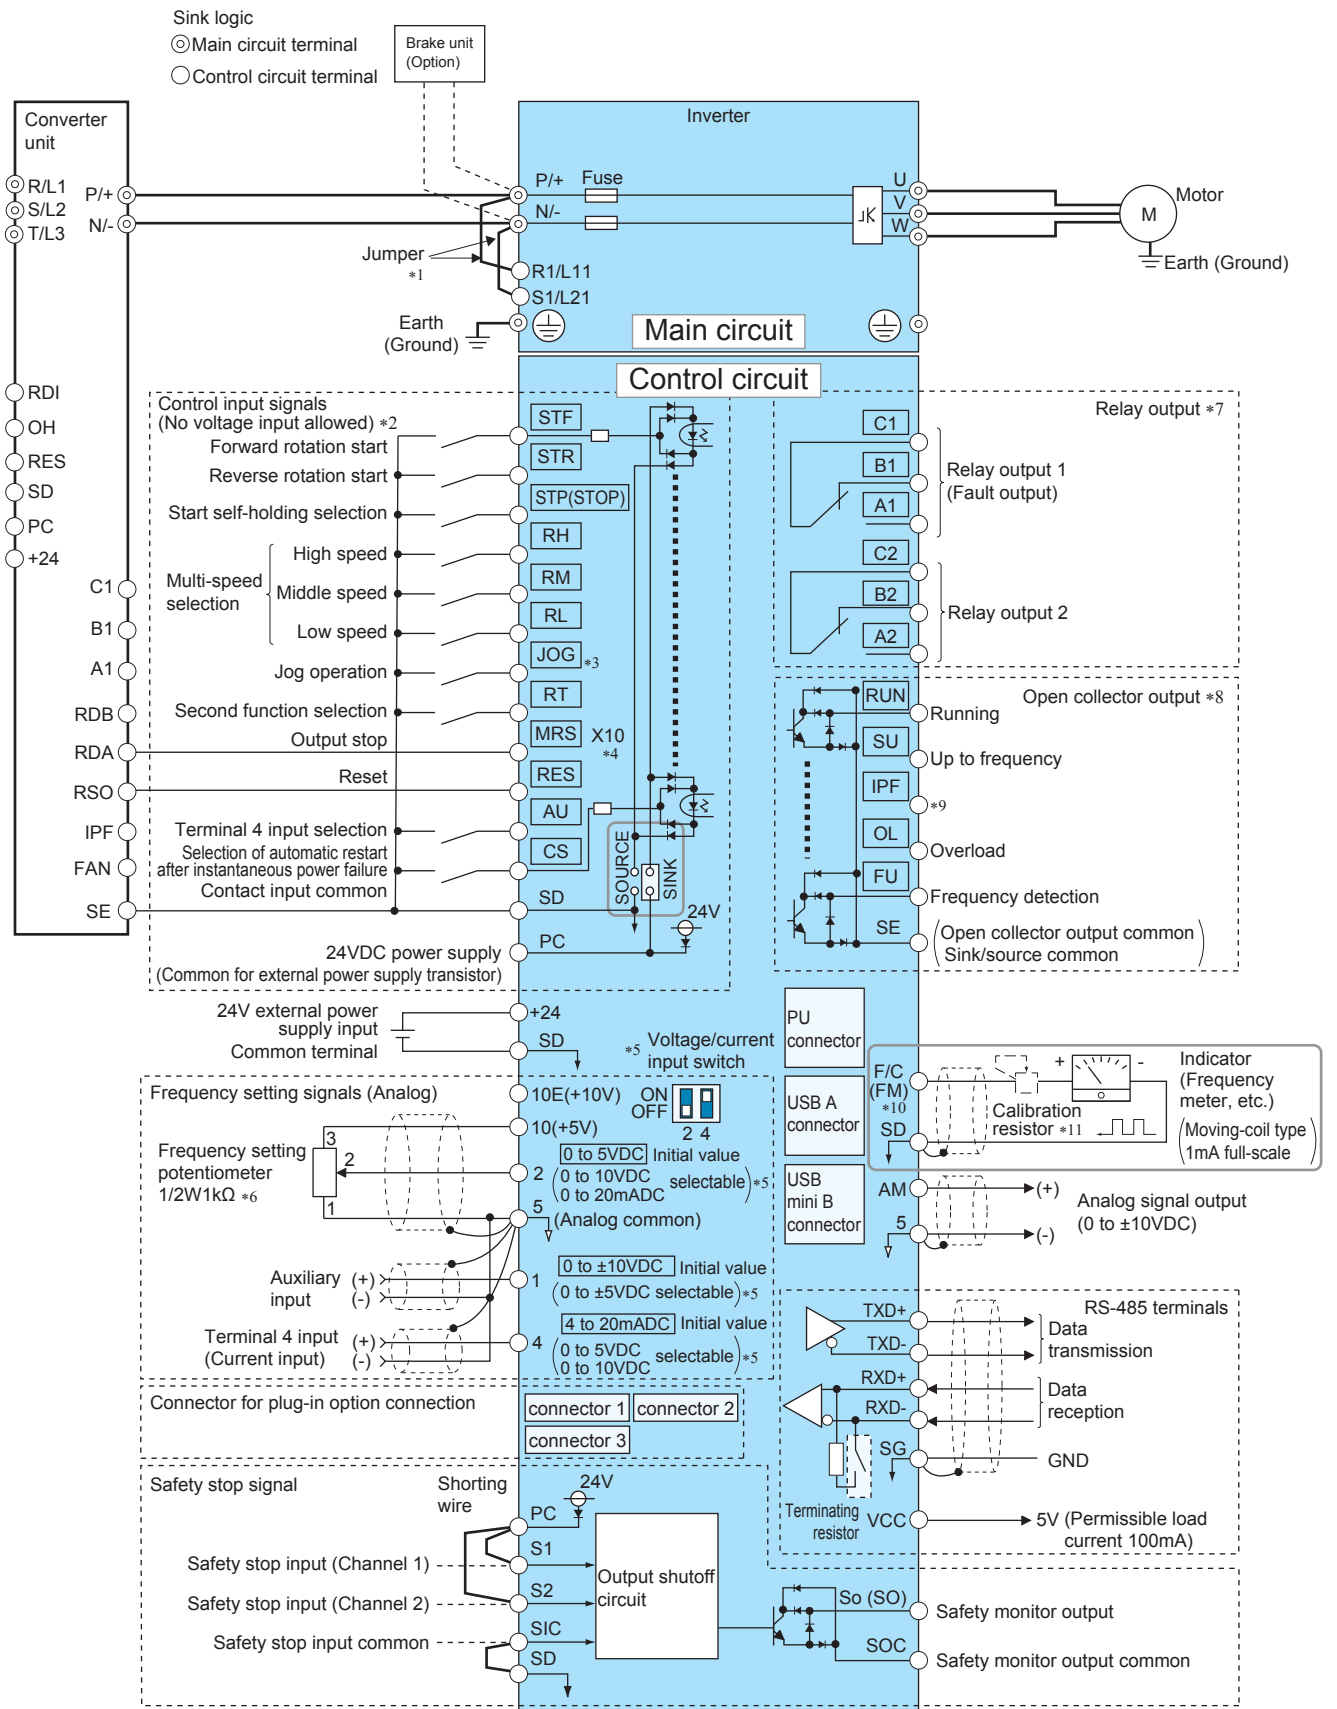 Sink logic
Main circuit terminal
Control circuit terminal
Brake unit
(Option)
Converter
unit
R/L1
S/L2
T/L3
P/+
N/-
Inverter
P/+
Fuse
N/-
U
V
W
Motor
M
Earth (Ground)
Jumper
*1
R1/L11
S1/L21
Earth
(Ground)
Main circuit
Control circuit
RDI
OH
RES
SD
PC
+24
C1
B1
A1
RDB
RDA
RSO
IPF
FAN
SE
Control input signals
(No voltage input allowed) *2
Forward rotation start
Reverse rotation start
Start self-holding selection
Multi-speed
selection
High speed
Middle speed
Low speed
Jog operation
Second function selection
Output stop
Reset
Terminal 4 input selection
Selection of automatic restart
after instantaneous power failure
Contact input common
24VDC power supply
(Common for external power supply transistor)
STF
STR
STP(STOP)
RH
RM
RL
JOG *3
RT
MRS X10
*4
RES
AU
CS
SD
PC
SOURCE
SINK
24V
Relay output *7
C1
B1
A1
Relay output 1
(Fault output)
C2
B2
A2
Relay output 2
Open collector output *8
RUN
Running
SU
Up to frequency
IPF
*9
OL
Overload
FU
Frequency detection
SE
(Open collector output common
Sink/source common)
24V external power
supply input
Common terminal
+24
SD
*5 Voltage/current
input switch
PU
connector
USB A
connector
USB
mini B
connector
F/C
(FM)
*10
SD
+ -
Calibration
resistor *11
Indicator
(Frequency
meter, etc.)
(Moving-coil type
1mA full-scale)
AM
5
(+)
(-)
Analog signal output
(0 to ±10VDC)
Frequency setting signals (Analog)
Frequency setting
potentiometer
1/2W1kΩ *6
3
2
1
10E(+10V)
ON
OFF
2 4
10(+5V)
2
0 to 5VDC Initial value
(0 to 10VDC
0 to 20mADC selectable) *5
5
(Analog common)
Auxiliary
input
(+)
(-)
1
0 to ±10VDC Initial value
(0 to ±5VDC selectable) *5
Terminal 4 input
(Current input)
(+)
(-)
4
4 to 20mADC Initial value
(0 to 5VDC
0 to 10VDC selectable) *5
Connector for plug-in option connection
connector 1 connector 2
connector 3
RS-485 terminals
TXD+
TXD-
Data
transmission
RXD+
RXD-
Data
reception
SG
GND
Terminating
resistor
VCC
5V (Permissible load
current 100mA)
Safety stop signal
Shorting
wire
24V
PC
S1
S2
SIC
SD
Safety stop input (Channel 1)
Safety stop input (Channel 2)
Safety stop input common
Output shutoff
circuit
So (SO)
Safety monitor output
SOC
Safety monitor output common